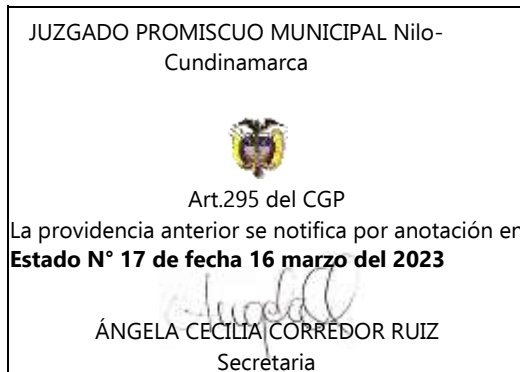 JUZGADO PROMISCUO MUNICIPAL Nilo-
Cundinamarca
Art.295 del CGP
La providencia anterior se notifica por anotación en
Estado N° 17 de fecha 16 marzo del 2023
ÁNGELA CECILIA CORREDOR RUIZ
Secretaria